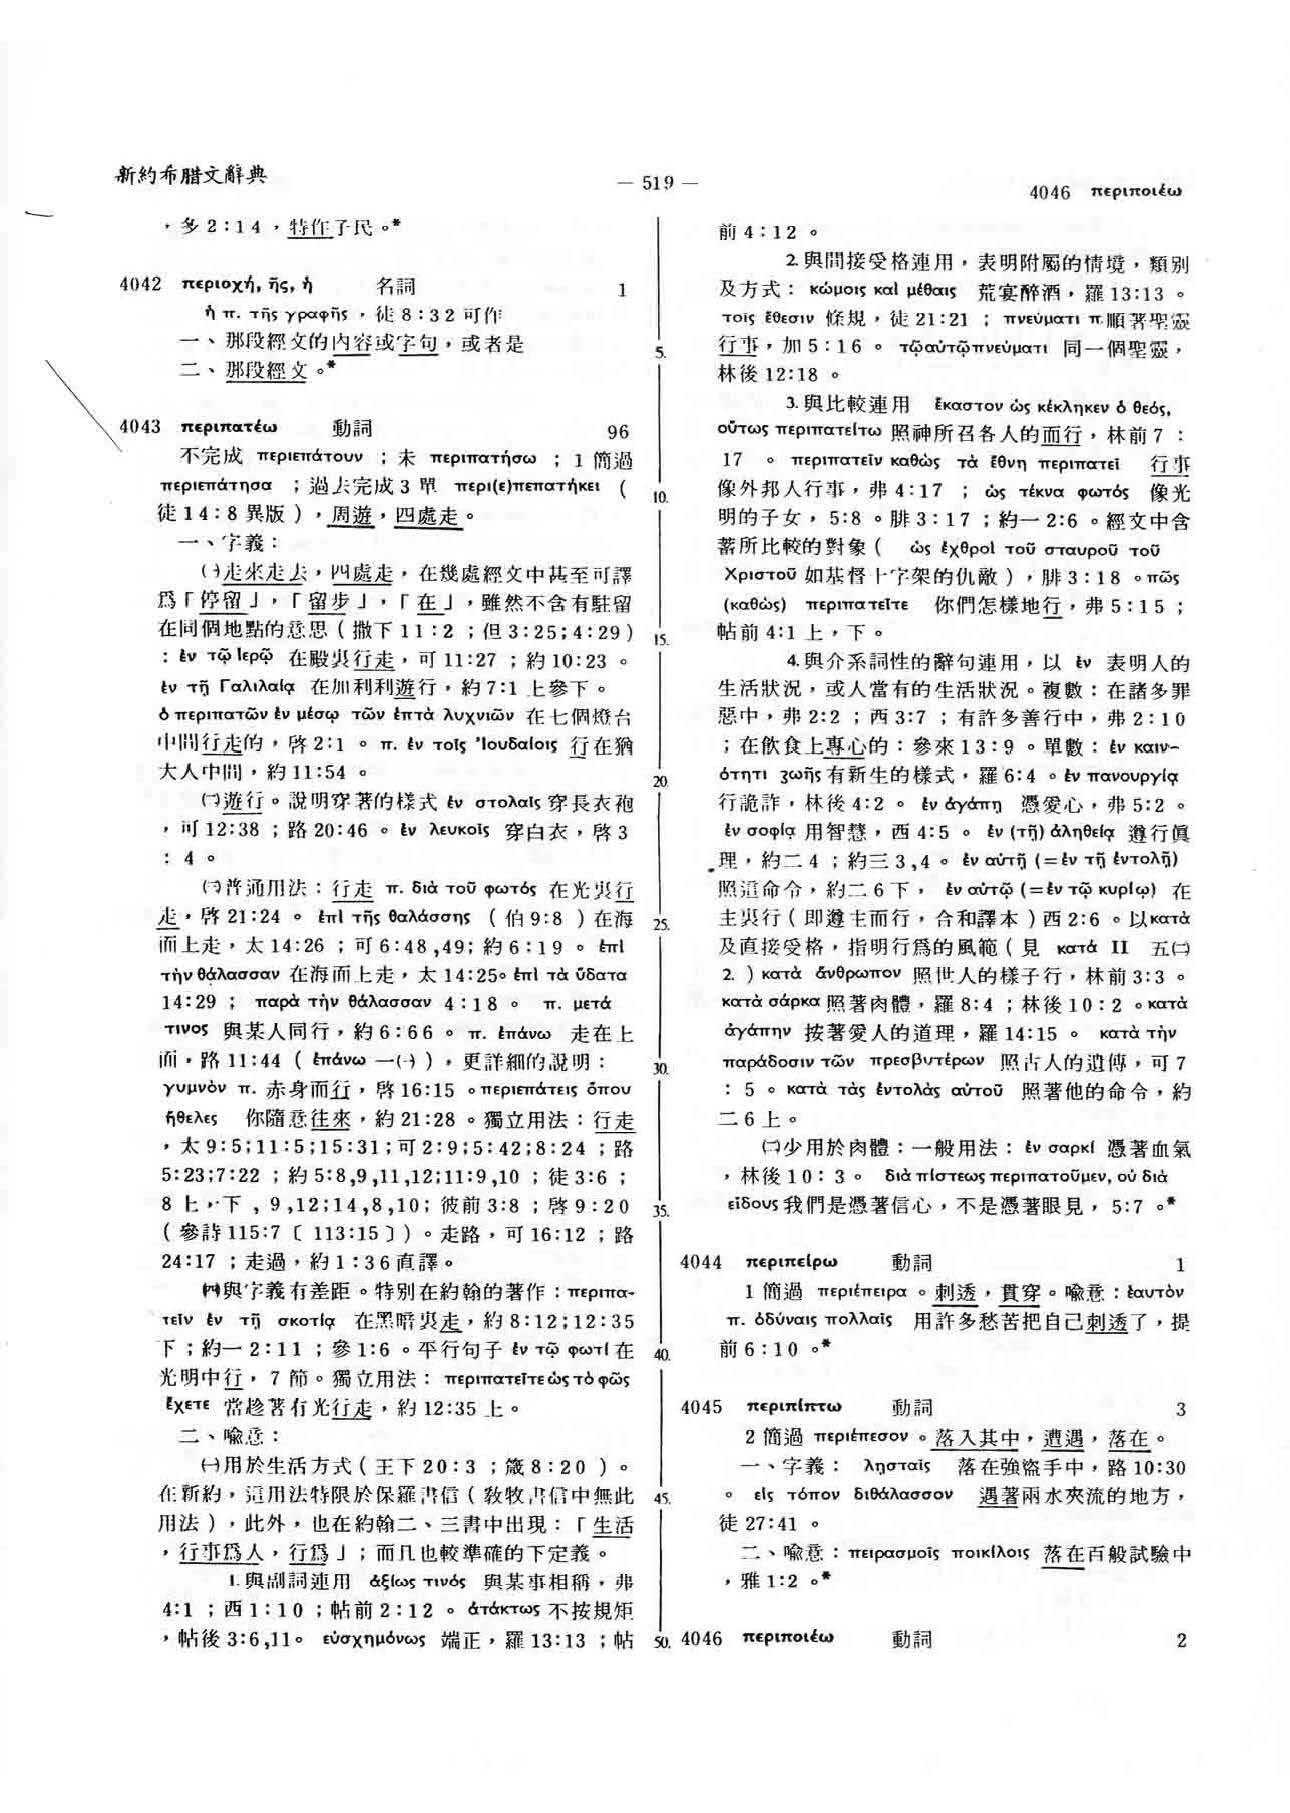 新約希腊文辭典
— 519 —
4046 περιποιέω
，多 2：14，特作子民。*
4042 περιοχή, ῆς, ἡ 名詞 1
ἡ π. τῆς γραφῆς，徒 8：32 可作
一、那段經文的內容或字句，或者是
二、那段經文。*
4043 περιπατέω 動詞 96
不完成 περιεπάτουν ；未 περιπατήσω ；1 簡過
περιεπάτησα ；過去完成 3 單 περι(ε)πεπατήκει （
徒 14：8 異版），周遊，四處走。
一、字義：
㈠走來走去，四處走，在幾處經文中甚至可譯
爲「停留」，「留步」，「在」，雖然不含有駐留
在同個地點的意思（撒下 11：2 ；但 3:25；4:29）
：ἐν τῷ ἱερῷ 在殿裏行走，可 11:27 ；約 10:23 。
ἐν τῇ Γαλιλαίᾳ 在加利利遊行，約 7:1 上參下。
ὁ περιπατῶν ἐν μέσῳ τῶν ἑπτὰ λυχνιῶν 在七個燈台
中間行走的，啓 2:1 。 π. ἐν τοῖς Ἰουδαίοις 行在猶
大人中間，約 11:54 。
㈡遊行。說明穿著的樣式 ἐν στολαῖς 穿長衣袍
，可 12:38 ；路 20:46 。ἐν λευκοῖς 穿白衣，啓 3
：4 。
㈢普通用法：行走 π. διὰ τοῦ φωτός 在光裏行
走，啓 21:24 。 ἐπὶ τῆς θαλάσσης （伯 9:8 ）在海
面上走，太 14:26 ；可 6:48 ,49；約 6：19 。 ἐπὶ
τὴν θάλασσαν 在海面上走，太 14:25。ἐπὶ τὰ ὕδατα
14:29 ； παρὰ τὴν θάλασσαν 4：18 。 π. μετά
τινος 與某人同行，約 6：66 。 π. ἐπάνω 走在上
面，路 11:44 （ ἐπάνω 一㈠ ），更詳細的說明：
γυμνὸν π. 赤身而行，啓 16:15 。περιεπάτεις ὅπου
ἤθελες 你隨意往來，約 21:28 。獨立用法：行走
，太 9:5；11:5；15:31；可 2:9；5:42；8:24 ；路
5:23；7:22 ；約 5:8,9,11,12；11:9,10 ；徒 3:6 ；
8 上，下 , 9,12；14,8,10；彼前 3:8 ；啓 9:20
（參詩 115:7〔 113:15 〕）。走路，可 16:12 ；路
24:17 ；走過，約 1：36 直譯。
㈣與字義有差距。特別在約翰的著作：περιπα-
τεῖν ἐν τῇ σκοτίᾳ 在黑暗裏走，約 8:12；12:35
下；約一 2：11 ；參 1:6 。平行句子 ἐν τῷ φωτί 在
光明中行，7 節。獨立用法： περιπατεῖτε ὡς τὸ φῶς
ἔχετε 當趁著有光行走，約 12:35 上。
二、喻意：
㈠用於生活方式（王下 20：3 ；箴 8：20 ）。
在新約，這用法特限於保羅書信（敎牧書信中無此
用法），此外，也在約翰二、三書中出現：「生活
，行事爲人，行爲」；而且也較準確的下定義。
1. 與副詞連用 ἀξίως τινός 與某事相稱，弗
4:1 ；西 1：10 ；帖前 2：12 。 ἀτάκτως 不按規矩
，帖後 3:6 ,11。 εὐσχημόνως 端正，羅 13:13 ；帖
5.
10.
15.
20.
25.
30.
35.
40.
45.
50.
前 4：12 。
2. 與間接受格連用，表明附屬的情境，類別
及方式： κώμοις καὶ μέθαις 荒宴醉酒，羅 13:13 。
τοῖς ἔθεσιν 條規，徒 21:21 ； πνεύματι π. 順著聖靈
行事，加 5：16 。 τῷ αὐτῷ πνεύματι 同一個聖靈，
林後 12:18 。
3. 與比較連用 ἕκαστον ὡς κέκληκεν ὁ θεός,
οὕτως περιπατείτω 照神所召各人的而行，林前 7：
17 。 περιπατεῖν καθὼς τὰ ἔθνη περιπατεῖ 行事
像外邦人行事，弗 4：17 ； ὡς τέκνα φωτός 像光
明的子女，5:8 。腓 3：17 ；約一 2:6 。經文中含
蓄所比較的對象（ ὡς ἐχθροὶ τοῦ σταυροῦ τοῦ
Χριστοῦ 如基督十字架的仇敵），腓 3：18 。πῶς
(καθὼς) περιπατεῖτε 你們怎樣地行，弗 5：15 ；
帖前 4:1 上，下。
4. 與介系詞性的辭句連用，以 ἐν 表明人的
生活狀況，或人當有的生活狀況。複數：在諸多罪
惡中，弗 2:2 ；西 3:7 ；有許多善行中，弗 2：10
；在飲食上專心的：參來 13：9 。單數：ἐν καιν-
ότητι ζωῆς 有新生的樣式，羅 6:4 。ἐν πανουργίᾳ
行詭詐，林後 4:2 。 ἐν ἀγάπῃ 憑愛心，弗 5:2 。
ἐν σοφίᾳ 用智慧，西 4:5 。 ἐν (τῇ) ἀληθείᾳ 遵行眞
理，約二 4 ；約三 3,4 。 ἐν αὐτῇ (=ἐν τῇ ἐντολῇ)
照這命令，約二 6 下， ἐν αὐτῷ (=ἐν τῷ κυρίῳ) 在
主裏行（即遵主而行，合和譯本）西 2:6 。以 κατὰ
及直接受格，指明行爲的風範（見 κατά II 五㈡
2. ）κατὰ ἄνθρωπον 照世人的樣子行，林前 3:3 。
κατὰ σάρκα 照著肉體，羅 8:4 ；林後 10：2 。κατὰ
ἀγάπην 按著愛人的道理，羅 14:15 。 κατὰ τὴν
παράδοσιν τῶν πρεσβυτέρων 照古人的遺傳，可 7
：5 。 κατὰ τὰς ἐντολὰς αὐτοῦ 照著他的命令，約
二 6 上。
㈡少用於肉體：一般用法： ἐν σαρκί 憑著血氣
，林後 10：3 。 διὰ πίστεως περιπατοῦμεν, οὐ διὰ
εἴδους 我們是憑著信心，不是憑著眼見，5:7 。*
4044 περιπείρω 動詞 1
1 簡過 περιέπειρα 。刺透，貫穿。喩意：ἑαυτὸν
π. ὀδύναις πολλαῖς 用許多愁苦把自己刺透了，提
前 6：10 。*
4045 περιπίπτω 動詞 3
2 簡過 περιέπεσον 。落入其中，遭遇，落在。
一、字義： λῃσταῖς 落在強盜手中，路 10:30
。 εἰς τόπον διθάλασσον 遇著兩水夾流的地方，
徒 27:41 。
二、喩意：πειρασμοῖς ποικίλοις 落在百般試驗中
，雅 1:2 。*
4046 περιποιέω 動詞 2